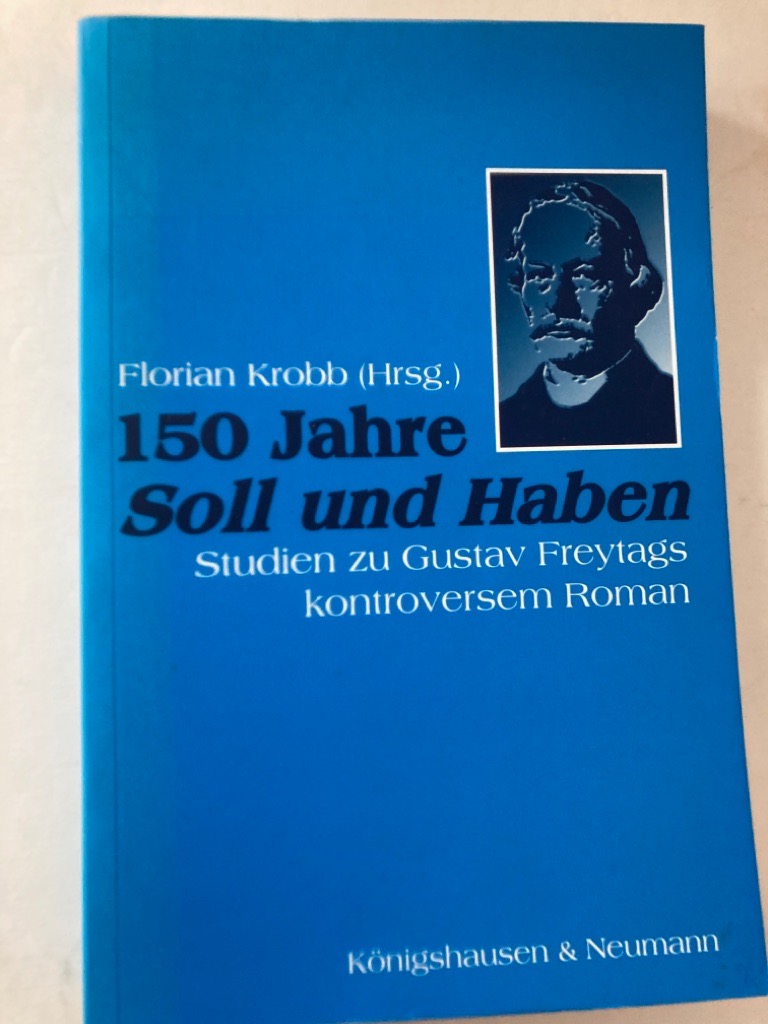 Florian Krobb (Hrsg.)
150 Jahre
Soll und Haben
Studien zu Gustav Freytags
kontroversem Roman
Königshausen & Neumann